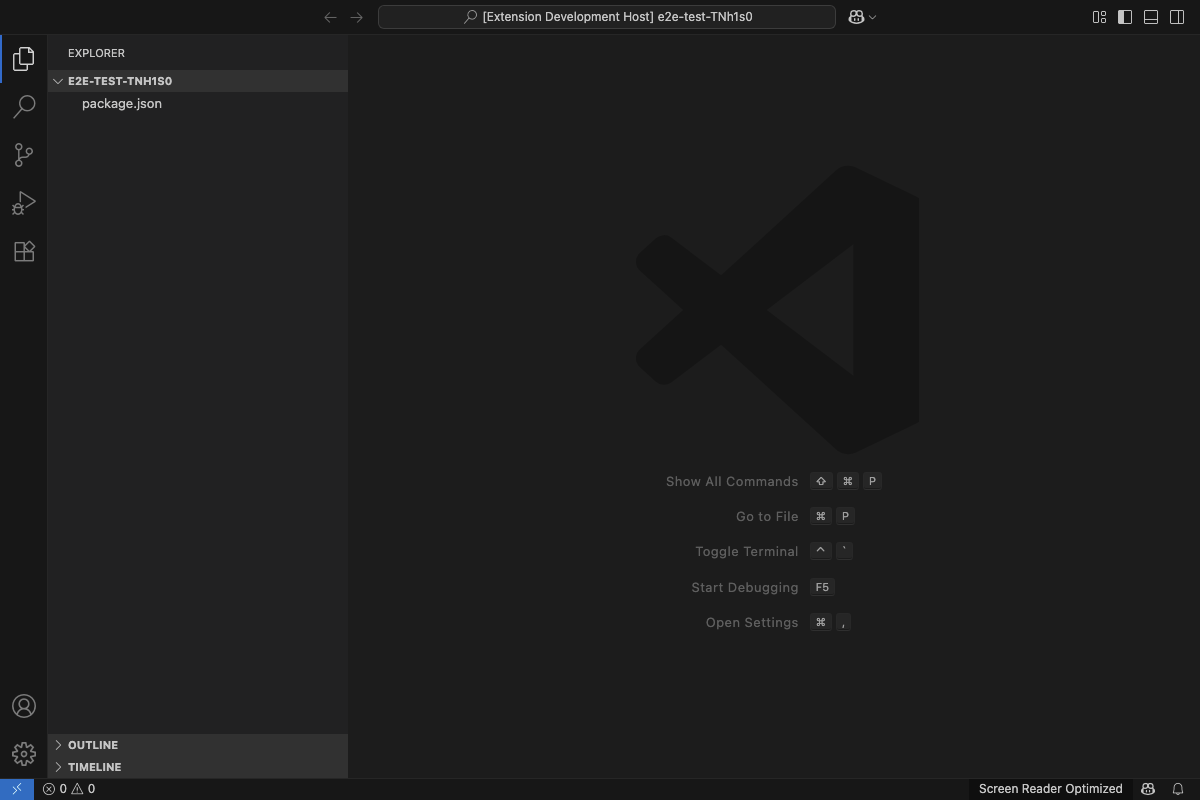 [Extension Development Host] e2e-test-TNh1s0
EXPLORER
E2E-TEST-TNH1S0
package.json
Show All Commands ⇧ ⌘ P
Go to File ⌘ P
Toggle Terminal ^ `
Start Debugging F5
Open Settings ⌘ ,
OUTLINE
TIMELINE
0 0
Screen Reader Optimized